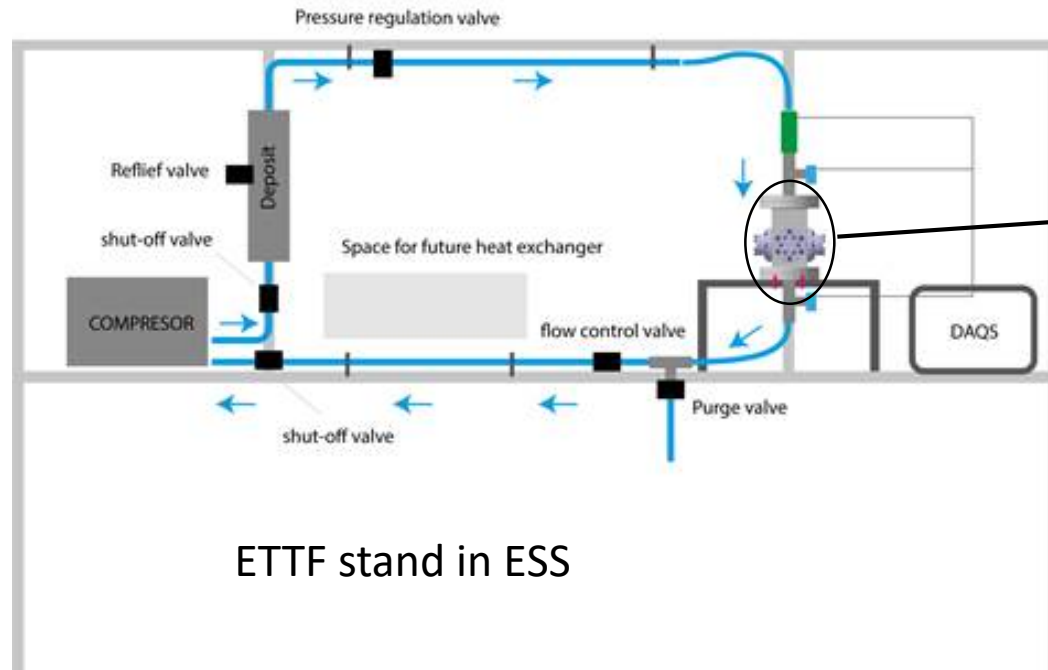 Pressure regulation valve
Reflief valve
Deposit
shut-off valve
Space for future heat exchanger
COMPRESOR
flow control valve
DAQS
Purge valve
shut-off valve
ETTF stand in ESS